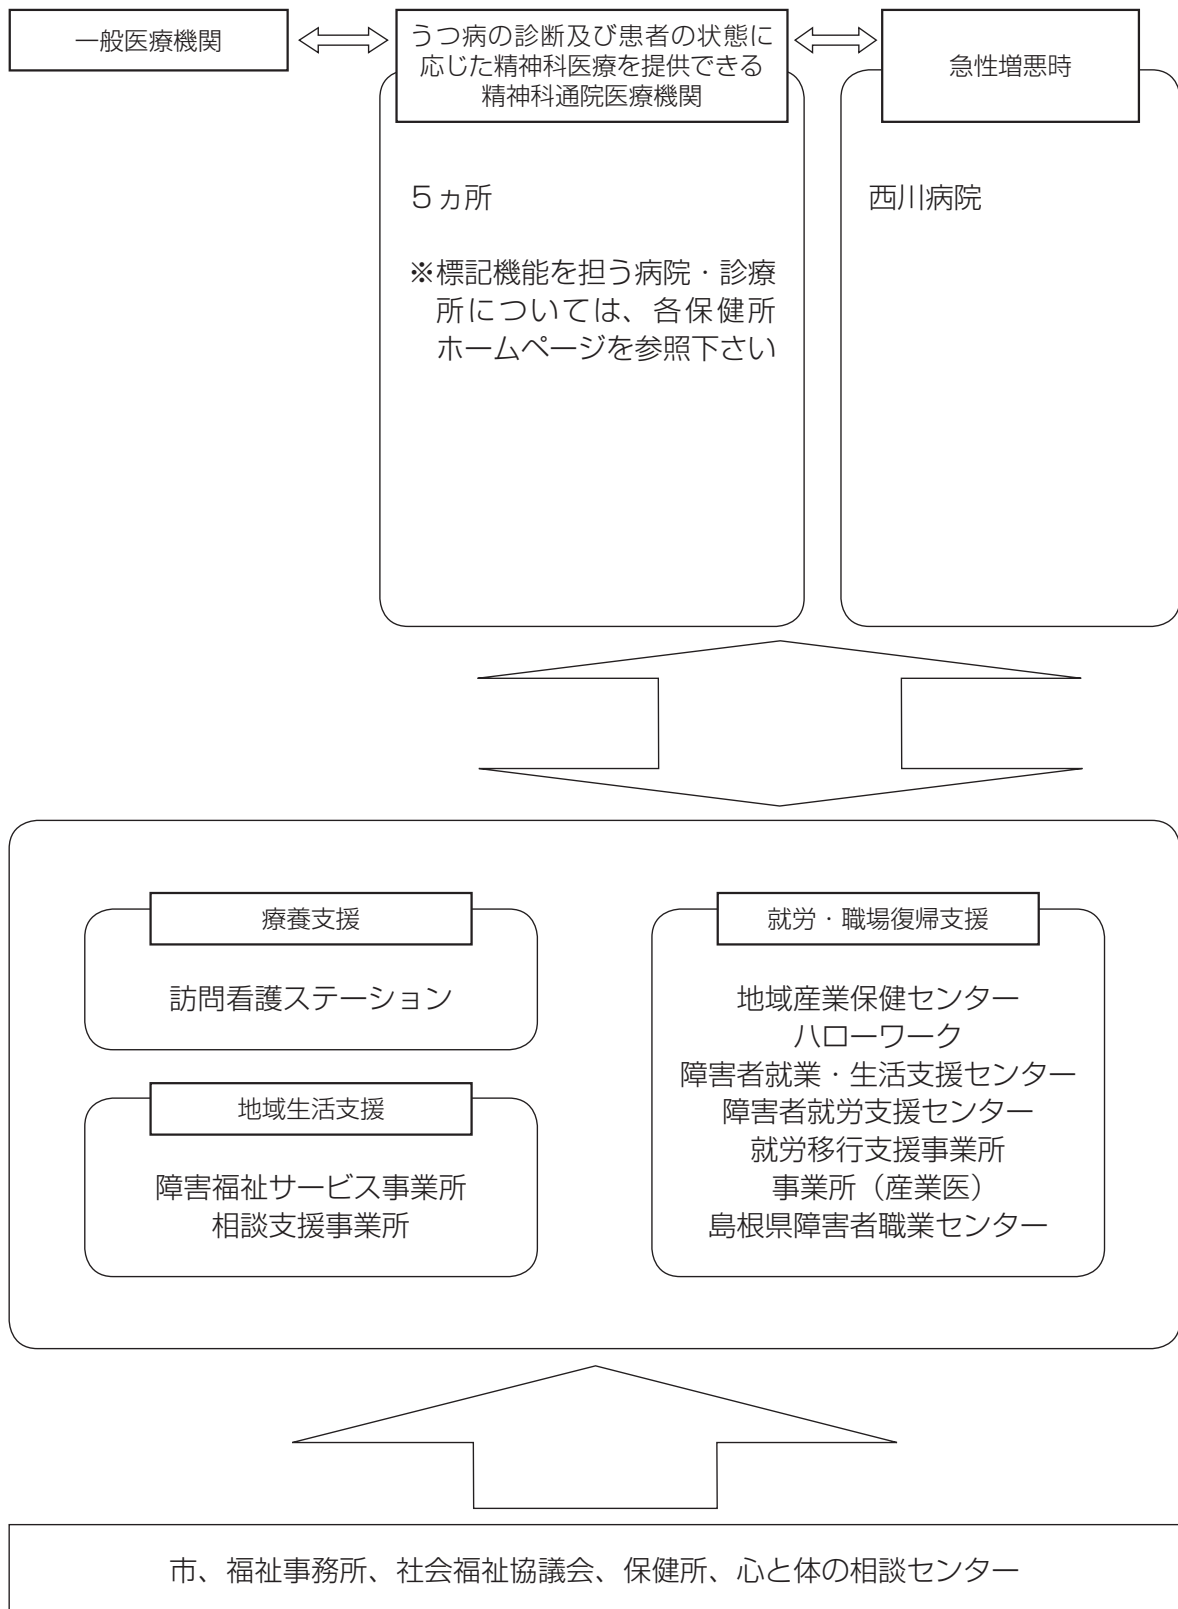 一般医療機関
うつ病の診断及び患者の状態に
応じた精神科医療を提供できる
精神科通院医療機関
急性増悪時
5ヵ所
※標記機能を担う病院・診療
所については、各保健所
ホームページを参照下さい
西川病院
療養支援
訪問看護ステーション
地域生活支援
障害福祉サービス事業所
相談支援事業所
就労・職場復帰支援
地域産業保健センター
ハローワーク
障害者就業・生活支援センター
障害者就労支援センター
就労移行支援事業所
事業所(産業医)
島根県障害者職業センター
市、福祉事務所、社会福祉協議会、保健所、心と体の相談センター